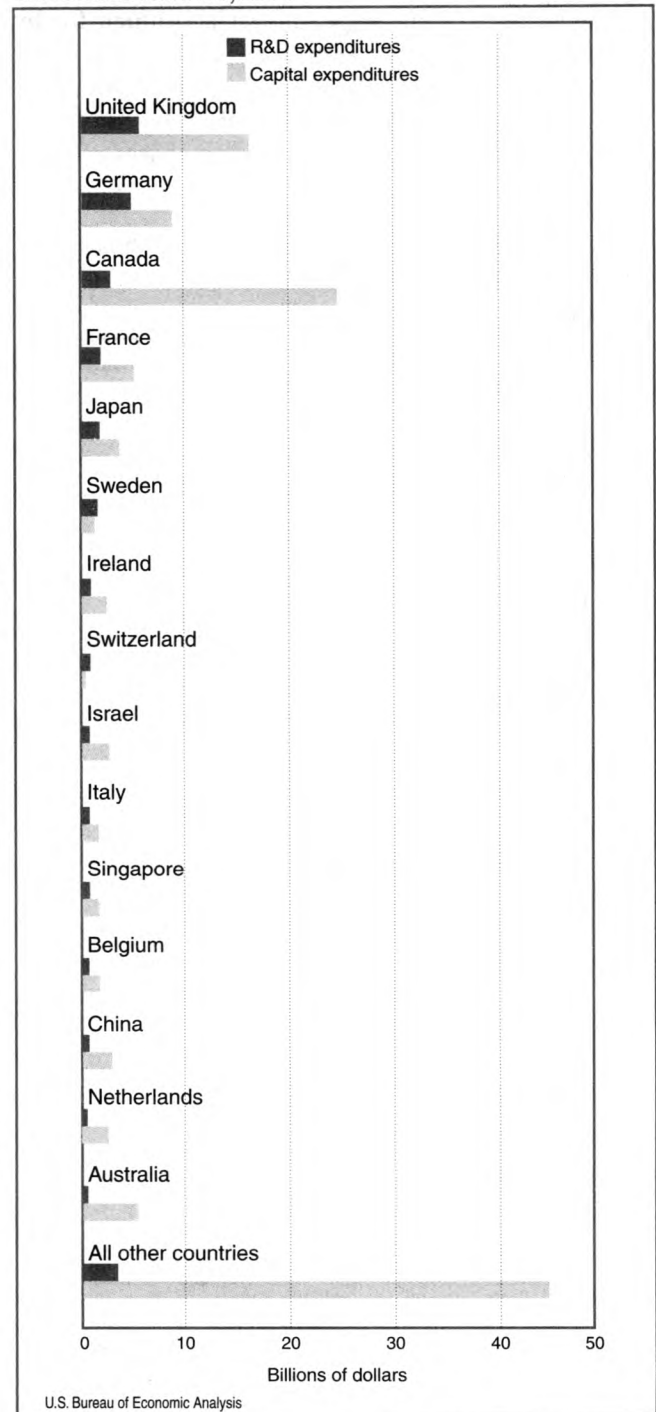 R&D expenditures
Capital expenditures
United Kingdom
Germany
Canada
France
Japan
Sweden
Ireland
Switzerland
Israel
Italy
Singapore
Belgium
China
Netherlands
Australia
All other countries
0 10 20 30 40 50
Billions of dollars
U.S. Bureau of Economic Analysis